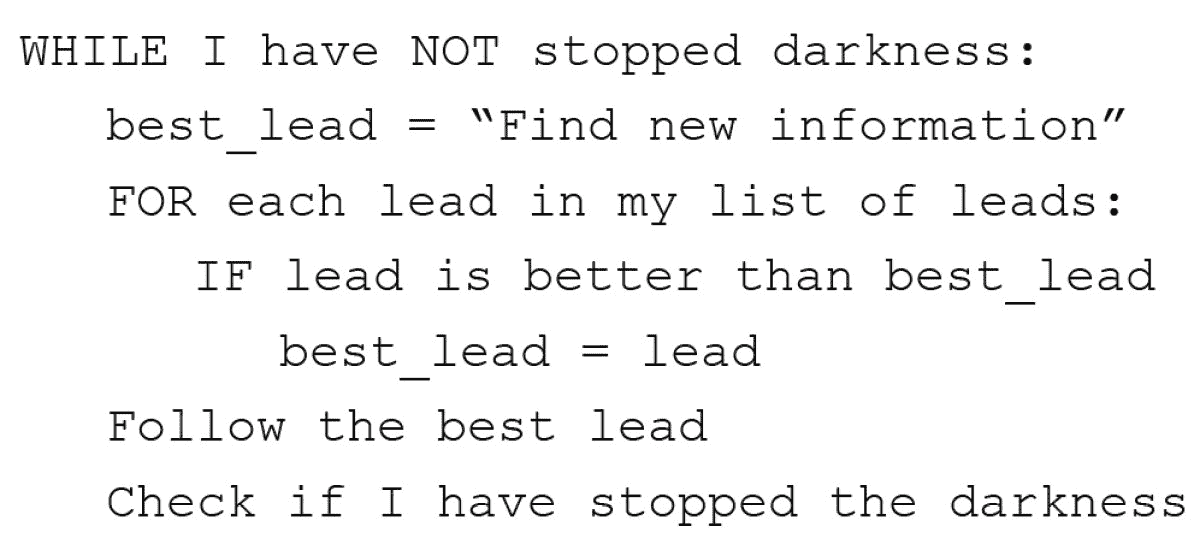 WHILE I have NOT stopped darkness:
best_lead = “Find new information”
FOR each lead in my list of leads:
IF lead is better than best_lead
best_lead = lead
Follow the best lead
Check if I have stopped the darkness